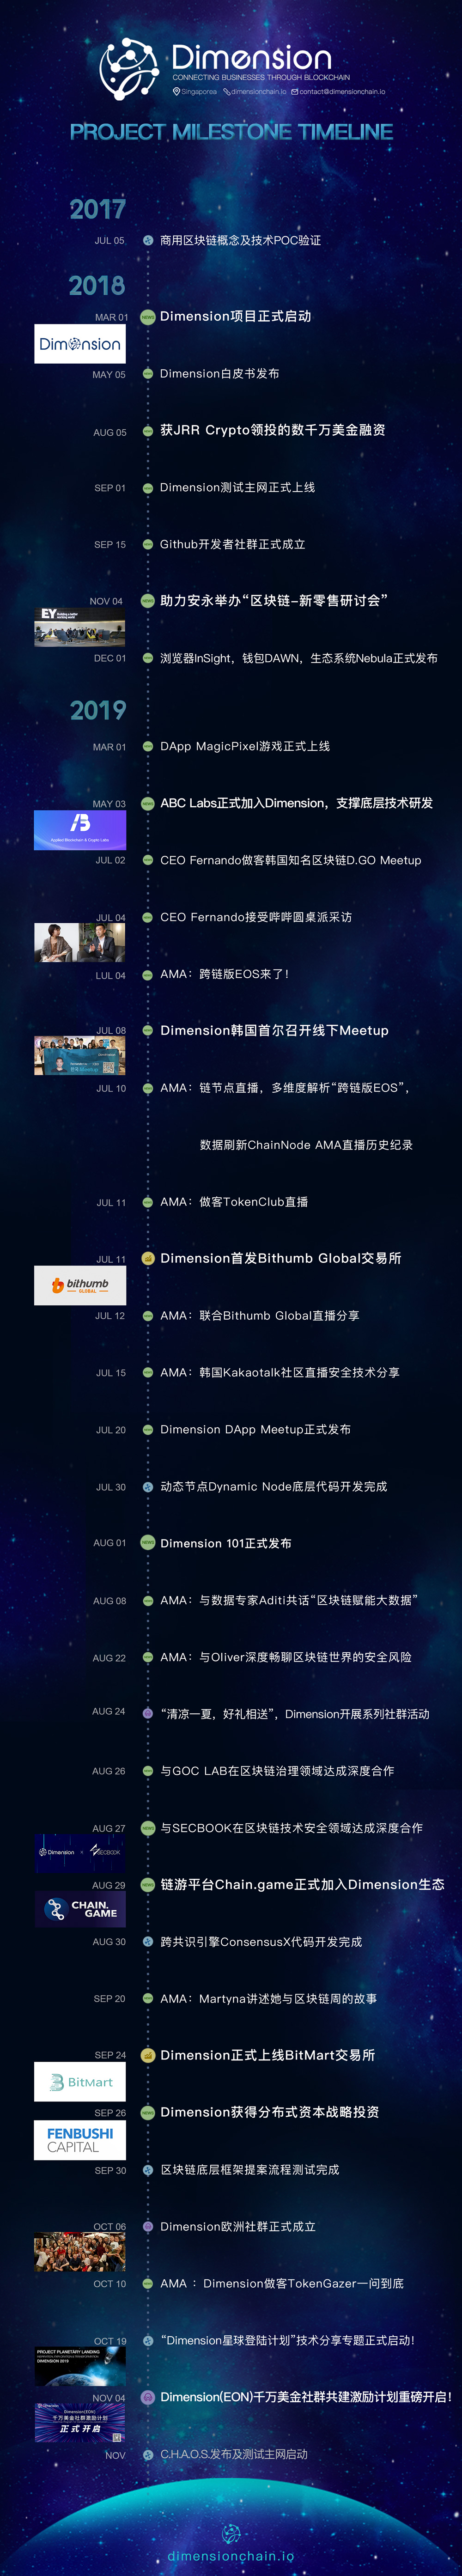 Dimension
CONNECTING BUSINESSES THROUGH BLOCKCHAIN
Singaporea dimensionchain.io contact@dimensionchain.io
PROJECT MILESTONE TIMELINE
2017
JUL 05 商用区块链概念及技术POC验证
2018
MAR 01 NEWS Dimension项目正式启动
Dimension
MAY 05 Dimension白皮书发布
AUG 05 获JRR Crypto领投的数千万美金融资
SEP 01 Dimension测试主网正式上线
SEP 15 Github开发者社群正式成立
NOV 04 NEWS 助力安永举办“区块链-新零售研讨会”
EY Building a better working world
DEC 01 浏览器InSight，钱包DAWN，生态系统Nebula正式发布
2019
MAR 01 DApp MagicPixel游戏正式上线
MAY 03 NEWS ABC Labs正式加入Dimension，支撑底层技术研发
Applied Blockchain & Crypto Labs
JUL 02 CEO Fernando做客韩国知名区块链D.GO Meetup
JUL 04 CEO Fernando接受哔哔圆桌派采访
LUL 04 AMA：跨链版EOS来了！
JUL 08 Dimension韩国首尔召开线下Meetup
JUL 10 AMA：链节点直播，多维度解析“跨链版EOS”，
数据刷新ChainNode AMA直播历史纪录
JUL 11 AMA：做客TokenClub直播
JUL 11 Dimension首发Bithumb Global交易所
bithumb
GLOBAL
JUL 12 AMA：联合Bithumb Global直播分享
JUL 15 AMA：韩国Kakaotalk社区直播安全技术分享
JUL 20 Dimension DApp Meetup正式发布
JUL 30 动态节点Dynamic Node底层代码开发完成
AUG 01 NEWS Dimension 101正式发布
AUG 08 AMA：与数据专家Aditi共话“区块链赋能大数据”
AUG 22 AMA：与Oliver深度畅聊区块链世界的安全风险
AUG 24 “清凉一夏，好礼相送”，Dimension开展系列社群活动
AUG 26 与GOC LAB在区块链治理领域达成深度合作
AUG 27 NEWS 与SECBOOK在区块链技术安全领域达成深度合作
Dimension x SECBOOK
AUG 29 NEWS 链游平台Chain.game正式加入Dimension生态
CHAIN.
GAME
AUG 30 跨共识引擎ConsensusX代码开发完成
SEP 20 AMA：Martyna讲述她与区块链周的故事
SEP 24 Dimension正式上线BitMart交易所
BitMart
SEP 26 NEWS Dimension获得分布式资本战略投资
FENBUSHI
CAPITAL
SEP 30 区块链底层框架提案流程测试完成
OCT 06 Dimension欧洲社群正式成立
OCT 10 AMA ：Dimension做客TokenGazer一问到底
OCT 19 “Dimension星球登陆计划”技术分享专题正式启动！
PROJECT PLANETARY LANDING
DIMENSION 2019
NOV 04 Dimension(EON)千万美金社群共建激励计划重磅开启！
Dimension(EON)
千万美金社群激励计划
正式开启
NOV C.H.A.O.S.发布及测试主网启动
dimensionchain.io